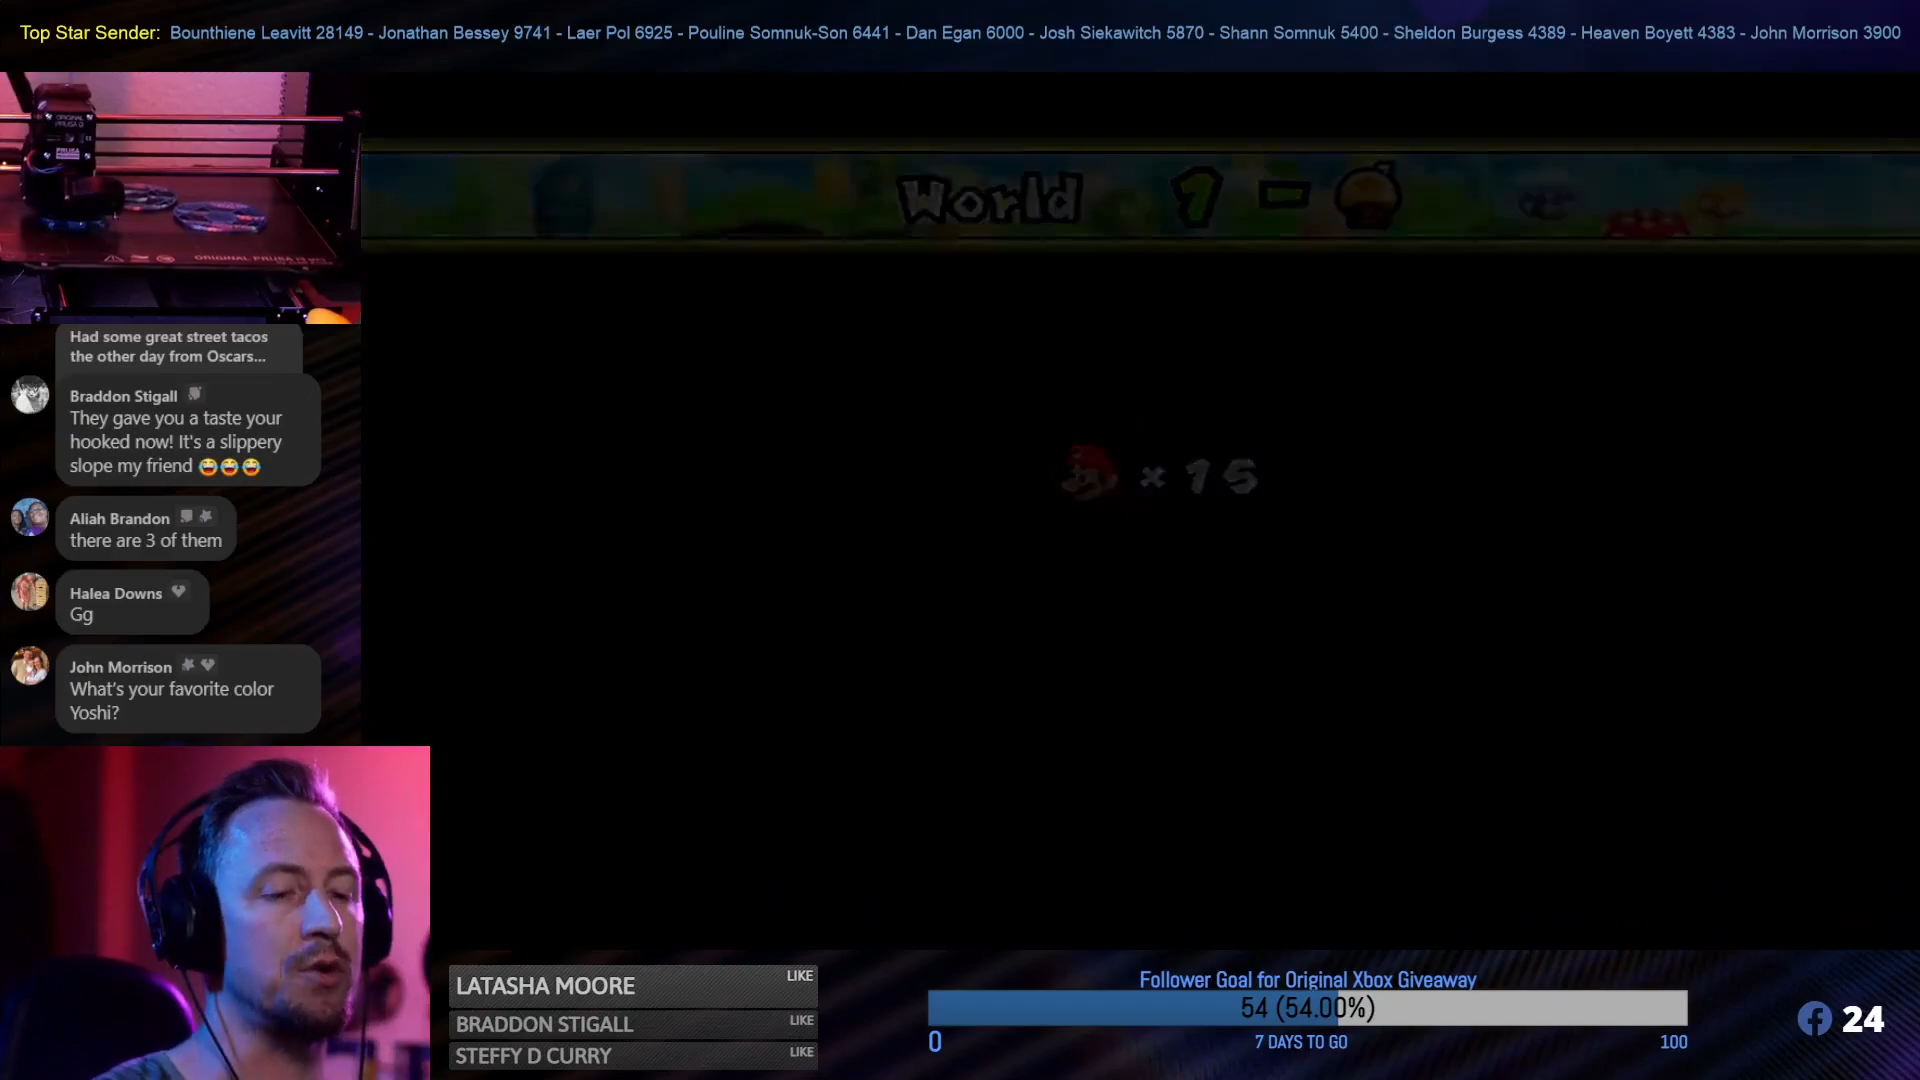 Top Star Sender: Bounthiene Leavitt 28149 - Jonathan Bessey 9741 - Laer Pol 6925 - Pouline Somnuk-Son 6441 - Dan Egan 6000 - Josh Siekawitch 5870 - Shann Somnuk 5400 - Sheldon Burgess 4389 - Heaven Boyett 4383 - John Morrison 3900
ORIGINAL
PRUSA
ORIGINAL PRUSA
World 1 -
× 15
Had some great street tacos
the other day from Oscars...
Braddon Stigall
They gave you a taste your
hooked now! It's a slippery
slope my friend 😂😂😂
Aliah Brandon
there are 3 of them
Halea Downs
Gg
John Morrison
What's your favorite color
Yoshi?
LATASHA MOORE LIKE
BRADDON STIGALL LIKE
STEFFY D CURRY LIKE
Follower Goal for Original Xbox Giveaway
54 (54.00%)
0 7 DAYS TO GO 100
24